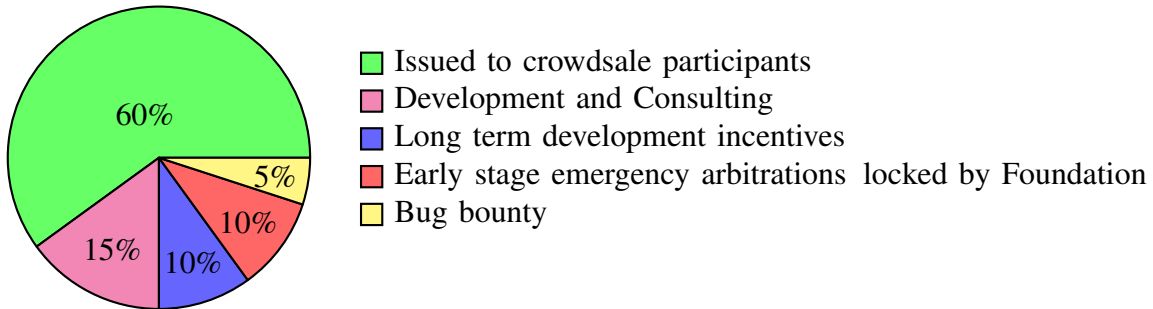 60%
15%
10%
10%
5%
Issued to crowdsale participants
Development and Consulting
Long term development incentives
Early stage emergency arbitrations locked by Foundation
Bug bounty